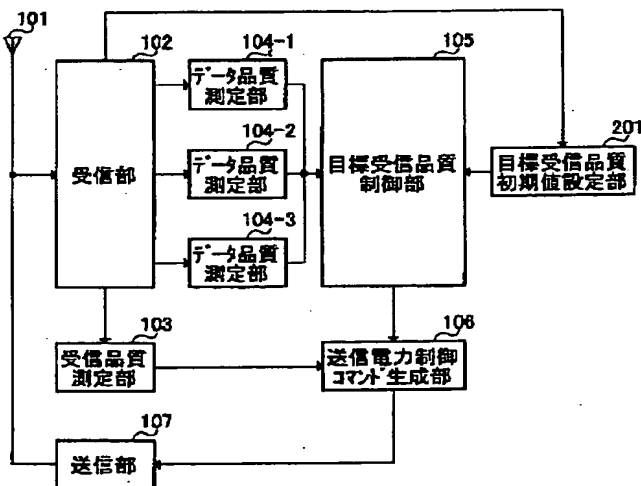 101
102
受信部
104-1
データ品質
測定部
104-2
データ品質
測定部
104-3
データ品質
測定部
105
目標受信品質
制御部
201
目標受信品質
初期値設定部
103
受信品質
測定部
106
送信電力制御
コマンド生成部
107
送信部